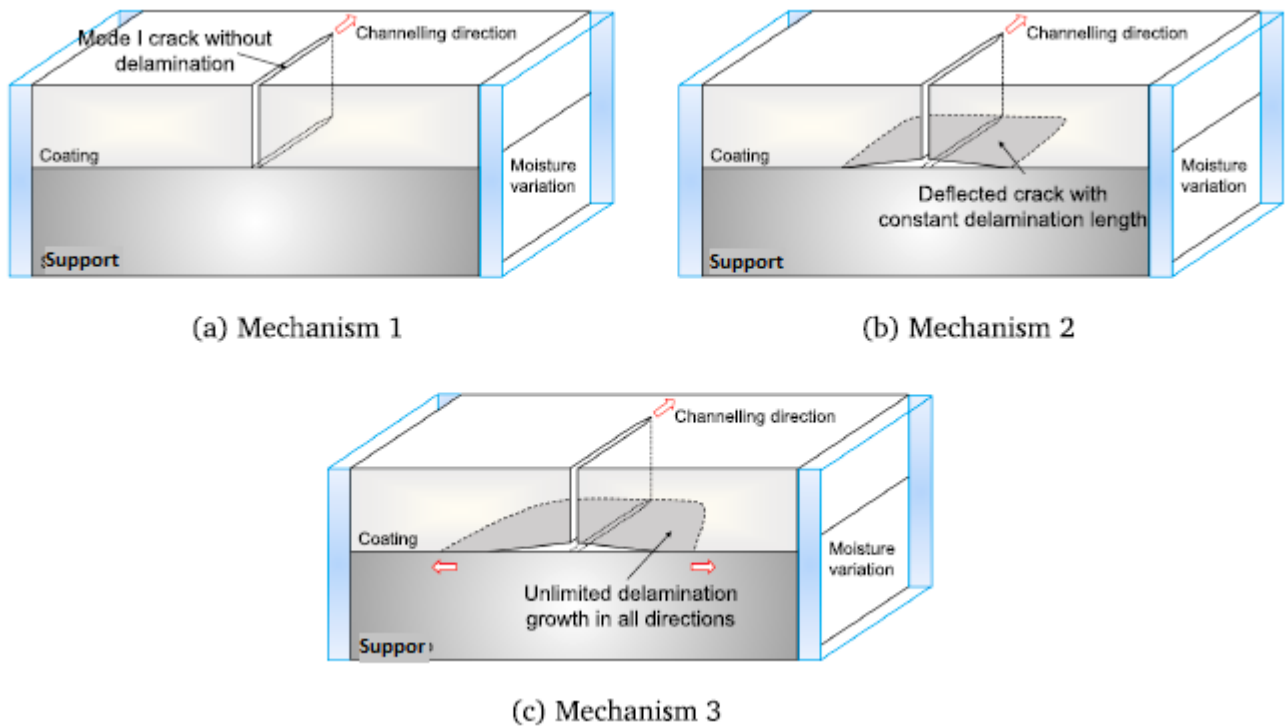 Mode I crack without
delamination
Channelling direction
Coating
Moisture
variation
Support
(a) Mechanism 1
Channelling direction
Coating
Moisture
variation
Deflected crack with
constant delamination length
Support
(b) Mechanism 2
Channelling direction
Coating
Moisture
variation
Unlimited delamination
growth in all directions
Suppor
(c) Mechanism 3